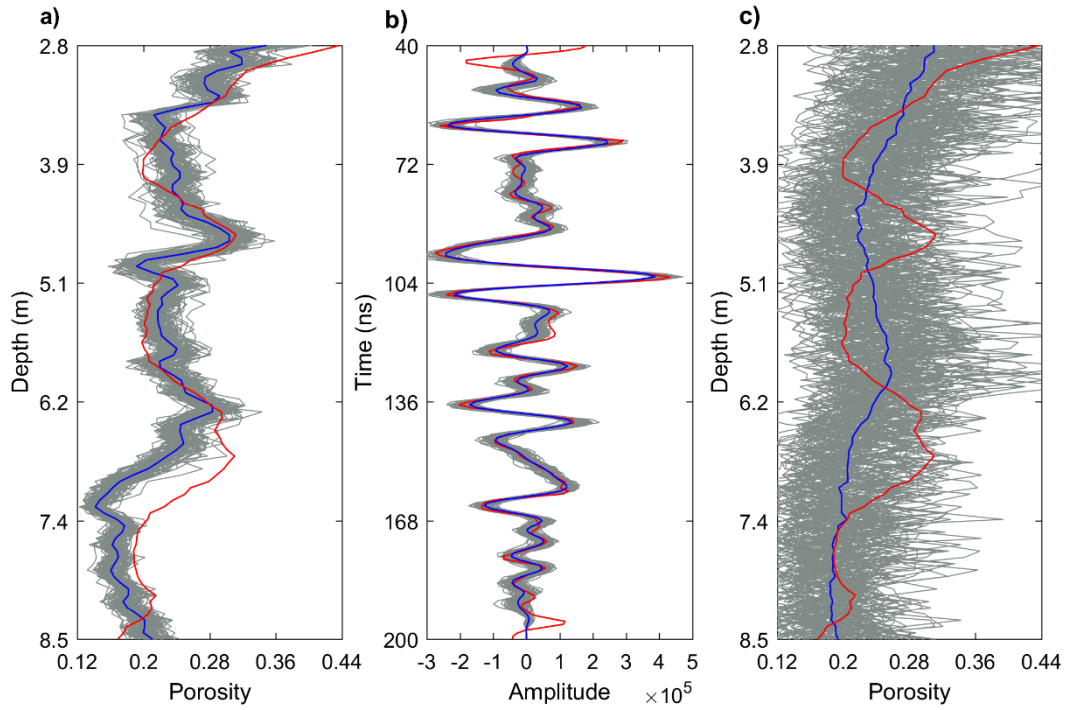 a)
2.8
3.9
5.1
6.2
7.4
8.5
Depth (m)
0.12 0.2 0.28 0.36 0.44
Porosity
b)
40
72
104
136
168
200
Time (ns)
-3 -2 -1 0 1 2 3 4 5
Amplitude ×10⁵
c)
2.8
3.9
5.1
6.2
7.4
8.5
Depth (m)
0.12 0.2 0.28 0.36 0.44
Porosity